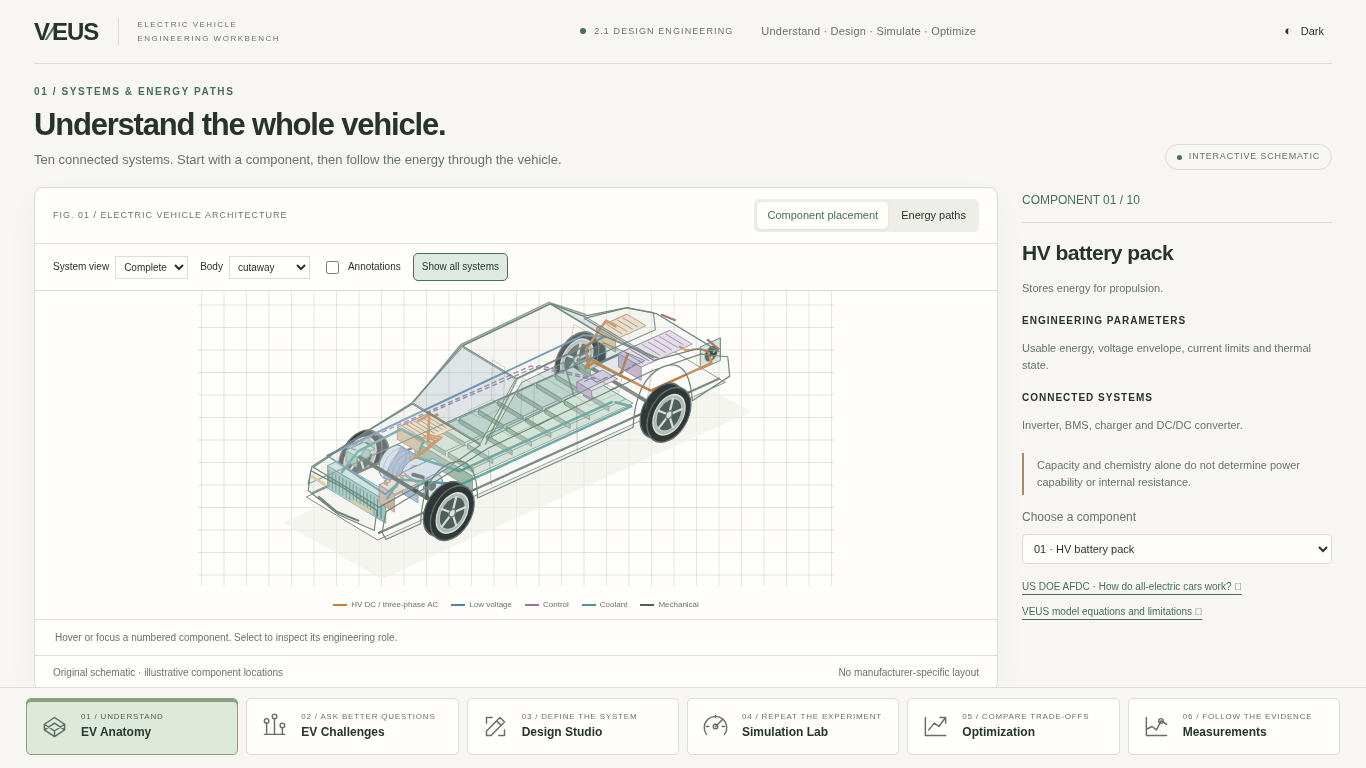 VEUS
ELECTRIC VEHICLE
ENGINEERING WORKBENCH
2.1 DESIGN ENGINEERING
Understand · Design · Simulate · Optimize
Dark
01 / SYSTEMS & ENERGY PATHS
Understand the whole vehicle.
Ten connected systems. Start with a component, then follow the energy through the vehicle.
INTERACTIVE SCHEMATIC
FIG. 01 / ELECTRIC VEHICLE ARCHITECTURE
Component placement
Energy paths
System view
Complete
Body
cutaway
Annotations
Show all systems
HV DC / three-phase AC
Low voltage
Control
Coolant
Mechanical
Hover or focus a numbered component. Select to inspect its engineering role.
Original schematic · illustrative component locations
No manufacturer-specific layout
COMPONENT 01 / 10
HV battery pack
Stores energy for propulsion.
ENGINEERING PARAMETERS
Usable energy, voltage envelope, current limits and thermal
state.
CONNECTED SYSTEMS
Inverter, BMS, charger and DC/DC converter.
Capacity and chemistry alone do not determine power
capability or internal resistance.
Choose a component
01 · HV battery pack
US DOE AFDC · How do all-electric cars work?
VEUS model equations and limitations
01 / UNDERSTAND
EV Anatomy
02 / ASK BETTER QUESTIONS
EV Challenges
03 / DEFINE THE SYSTEM
Design Studio
04 / REPEAT THE EXPERIMENT
Simulation Lab
05 / COMPARE TRADE-OFFS
Optimization
06 / FOLLOW THE EVIDENCE
Measurements